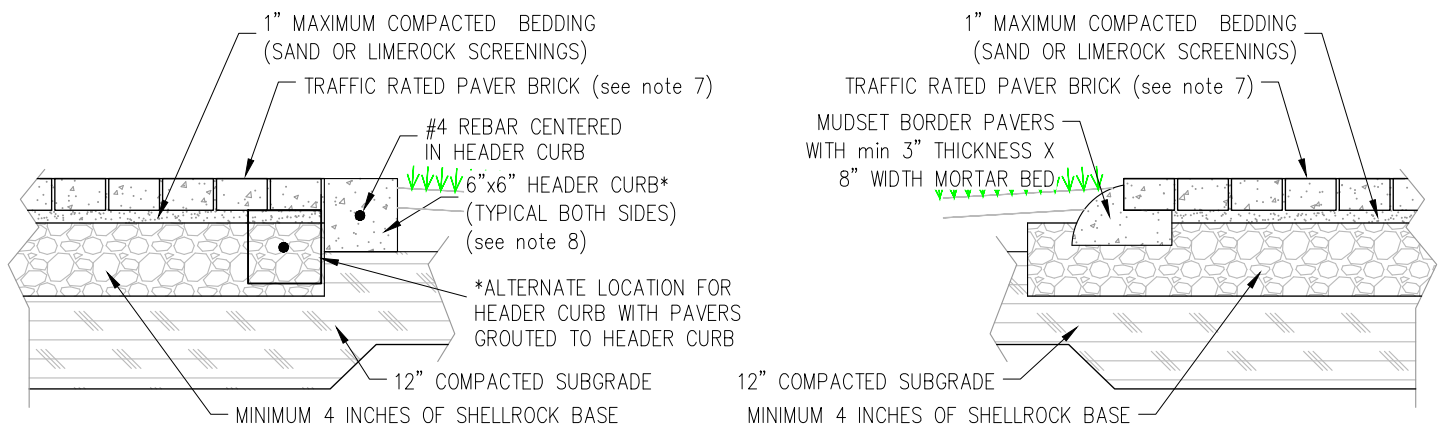 1” MAXIMUM COMPACTED BEDDING
(SAND OR LIMEROCK SCREENINGS)
TRAFFIC RATED PAVER BRICK (see note 7)
#4 REBAR CENTERED
IN HEADER CURB
6”x6” HEADER CURB*
(TYPICAL BOTH SIDES)
(see note 8)
*ALTERNATE LOCATION FOR
HEADER CURB WITH PAVERS
GROUTED TO HEADER CURB
12” COMPACTED SUBGRADE
MINIMUM 4 INCHES OF SHELLROCK BASE
1” MAXIMUM COMPACTED BEDDING
(SAND OR LIMEROCK SCREENINGS)
TRAFFIC RATED PAVER BRICK (see note 7)
MUDSET BORDER PAVERS
WITH min 3” THICKNESS X
8” WIDTH MORTAR BED
12” COMPACTED SUBGRADE
MINIMUM 4 INCHES OF SHELLROCK BASE